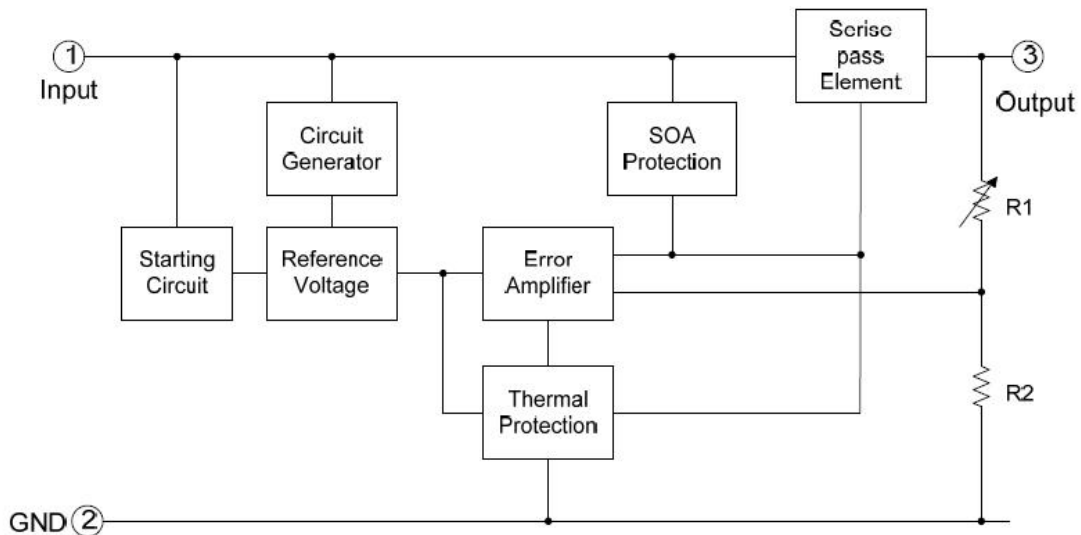 Serise
pass
Element
1
Input
3
Output
Circuit
Generator
SOA
Protection
R1
Starting
Circuit
Reference
Voltage
Error
Amplifier
Thermal
Protection
R2
GND 2